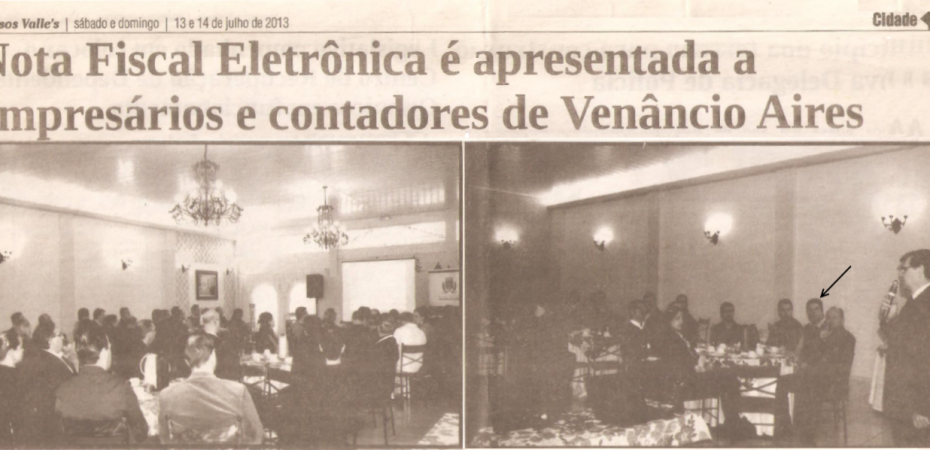 sos Valle's | sábado e domingo | 13 e 14 de julho de 2013
Cidade
Nota Fiscal Eletrônica é apresentada a
mpresários e contadores de Venâncio Aires